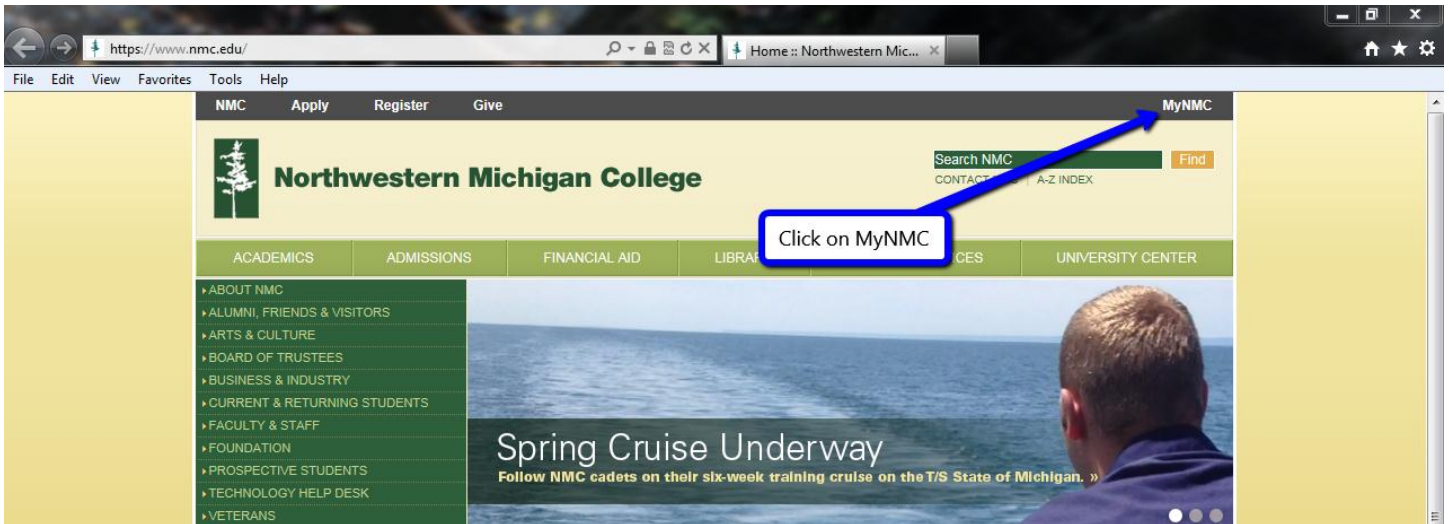 https://www.nmc.edu/
Home :: Northwestern Mic...
File Edit View Favorites Tools Help
NMC Apply Register Give MyNMC
Northwestern Michigan College
Search NMC Find
CONTACT A-Z INDEX
Click on MyNMC
ACADEMICS ADMISSIONS FINANCIAL AID UNIVERSITY CENTER
ABOUT NMC
ALUMNI, FRIENDS & VISITORS
ARTS & CULTURE
BOARD OF TRUSTEES
BUSINESS & INDUSTRY
CURRENT & RETURNING STUDENTS
FACULTY & STAFF
FOUNDATION
PROSPECTIVE STUDENTS
TECHNOLOGY HELP DESK
VETERANS
Spring Cruise Underway
Follow NMC cadets on their six-week training cruise on the T/S State of Michigan. »